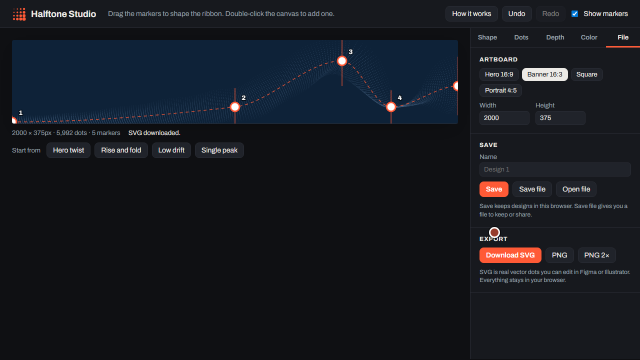 Halftone Studio
Drag the markers to shape the ribbon. Double-click the canvas to add one.
How it works
Undo
Redo
Show markers
Shape
Dots
Depth
Color
File
1
2
3
4
2000 × 375px · 5,982 dots · 5 markers
SVG downloaded.
Start from
Hero twist
Rise and fold
Low drift
Single peak
ARTBOARD
Hero 16:9
Banner 16:3
Square
Portrait 4:5
Width
Height
2000
375
SAVE
Name
Design 1
Save
Save file
Open file
Save keeps designs in this browser. Save file gives you a
file to keep or share.
EXPORT
Download SVG
PNG
PNG 2×
SVG is real vector dots you can edit in Figma or Illustrator.
Everything stays in your browser.